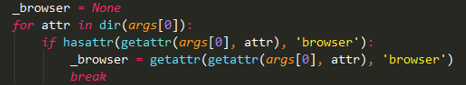 _browser = None
for attr in dir(args[0]):
    if hasattr(getattr(args[0], attr), 'browser'):
        _browser = getattr(getattr(args[0], attr), 'browser')
        break